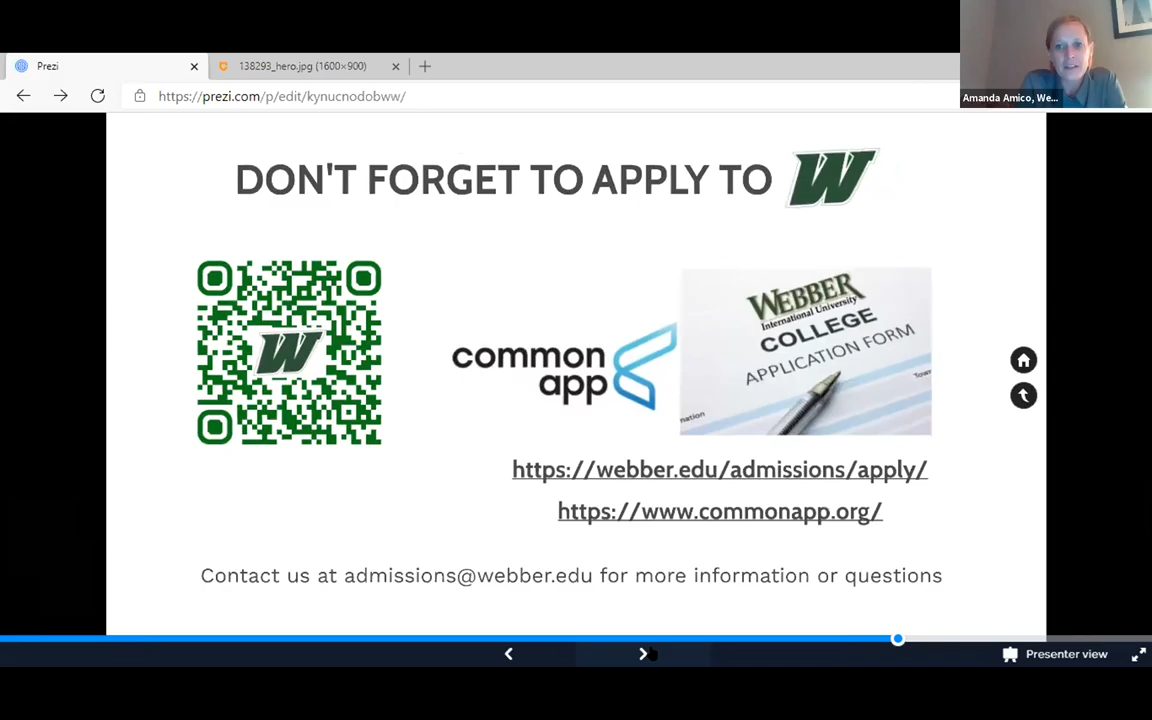 Prezi
138293_hero.jpg (1600×900)
https://prezi.com/p/edit/kynucnodobww/
Amanda Amico, We...
DON'T FORGET TO APPLY TO W
W
common
app
WEBBER
International University
COLLEGE
APPLICATION FORM
Town
mation
https://webber.edu/admissions/apply/
https://www.commonapp.org/
Contact us at admissions@webber.edu for more information or questions
Presenter view